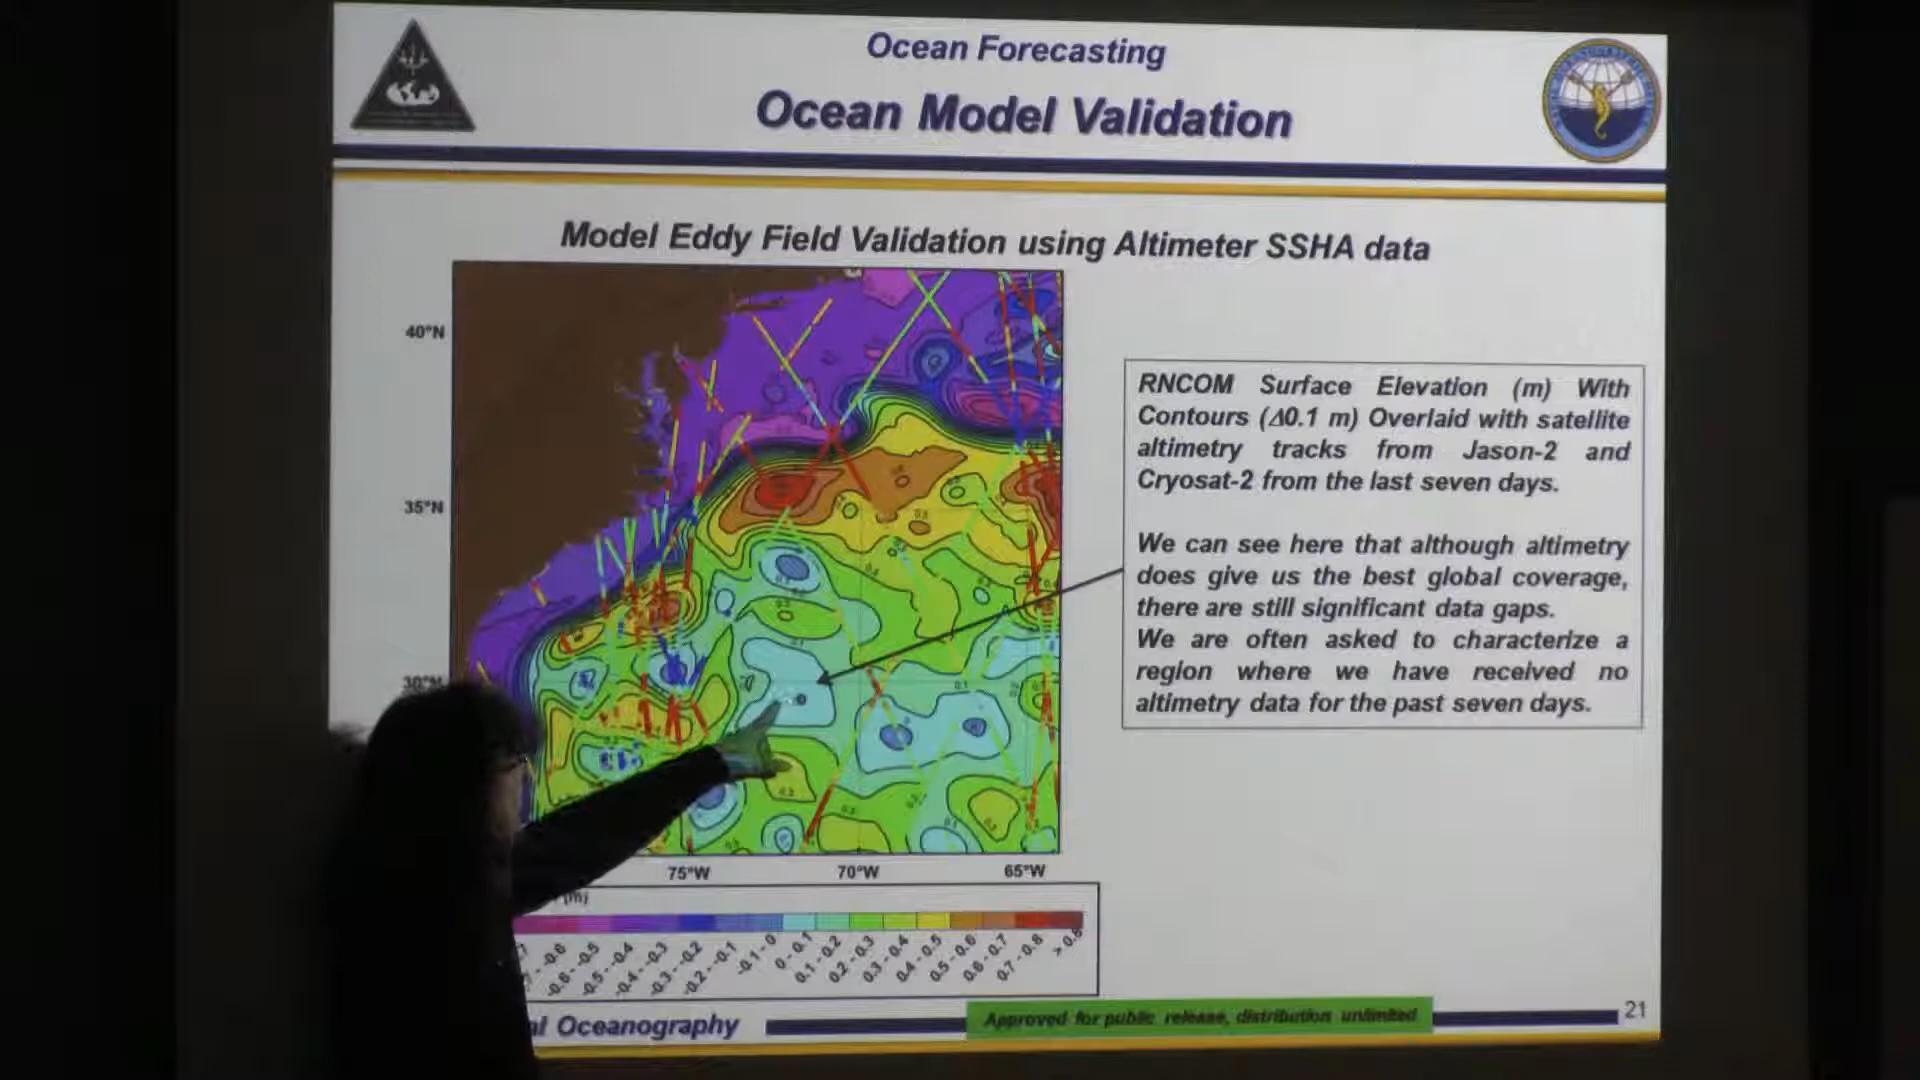 Ocean Forecasting
Ocean Model Validation
Model Eddy Field Validation using Altimeter SSHA data
40°N
35°N
30°N
75°W
70°W
65°W
RNCOM Surface Elevation (m) With
Contours (Δ0.1 m) Overlaid with satellite
altimetry tracks from Jason-2 and
Cryosat-2 from the last seven days.
We can see here that although altimetry
does give us the best global coverage,
there are still significant data gaps.
We are often asked to characterize a
region where we have received no
altimetry data for the past seven days.
(m)
-0.6 - -0.5
-0.5 - -0.4
-0.4 - -0.3
-0.3 - -0.2
-0.2 - -0.1
-0.1 - 0
0 - 0.1
0.1 - 0.2
0.2 - 0.3
0.3 - 0.4
0.4 - 0.5
0.5 - 0.6
0.6 - 0.7
0.7 - 0.8
> 0.8
Oceanography
Approved for public release, distribution unlimited
21